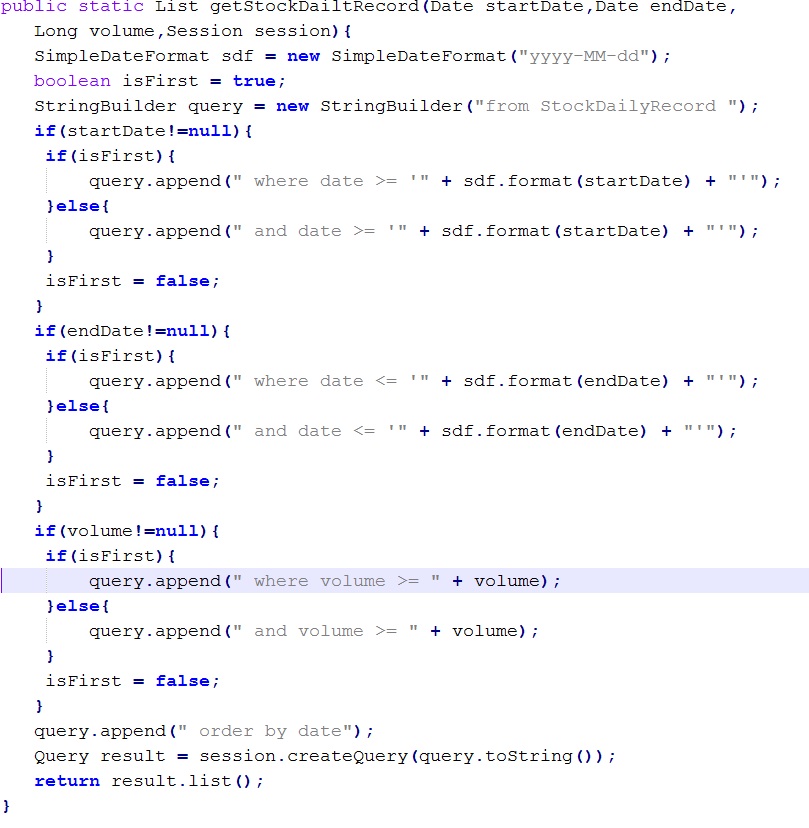 public static List getStockDailtRecord(Date startDate,Date endDate,
Long volume,Session session){
SimpleDateFormat sdf = new SimpleDateFormat("yyyy-MM-dd");
boolean isFirst = true;
StringBuilder query = new StringBuilder("from StockDailyRecord ");
if(startDate!=null){
if(isFirst){
query.append(" where date >= '" + sdf.format(startDate) + "'");
}else{
query.append(" and date >= '" + sdf.format(startDate) + "'");
}
isFirst = false;
}
if(endDate!=null){
if(isFirst){
query.append(" where date <= '" + sdf.format(endDate) + "'");
}else{
query.append(" and date <= '" + sdf.format(endDate) + "'");
}
isFirst = false;
}
if(volume!=null){
if(isFirst){
query.append(" where volume >= " + volume);
}else{
query.append(" and volume >= " + volume);
}
isFirst = false;
}
query.append(" order by date");
Query result = session.createQuery(query.toString());
return result.list();
}